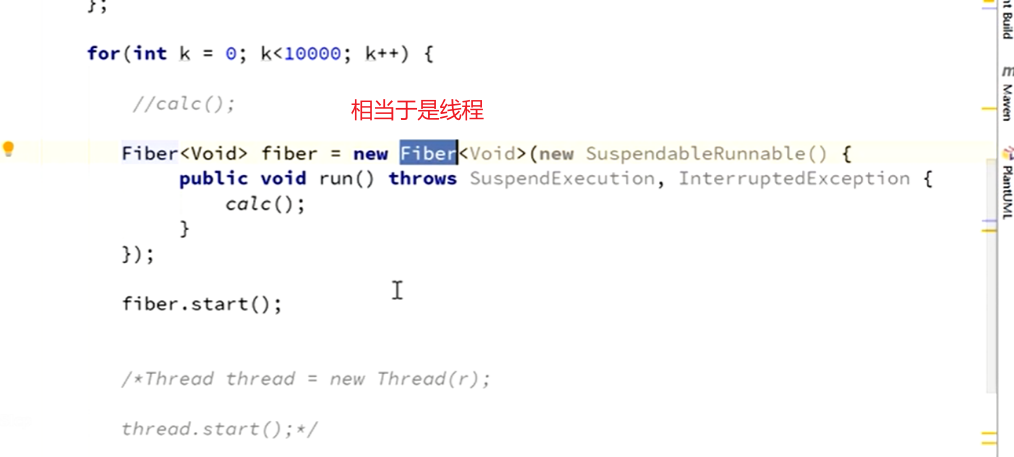 };
for(int k = 0; k<10000; k++) {
//calc();
相当于是线程
Fiber<Void> fiber = new Fiber<Void>(new SuspendableRunnable() {
public void run() throws SuspendExecution, InterruptedException {
calc();
}
});
fiber.start();
/*Thread thread = new Thread(r);
thread.start();*/
nt Build
m Maven
PlantUML